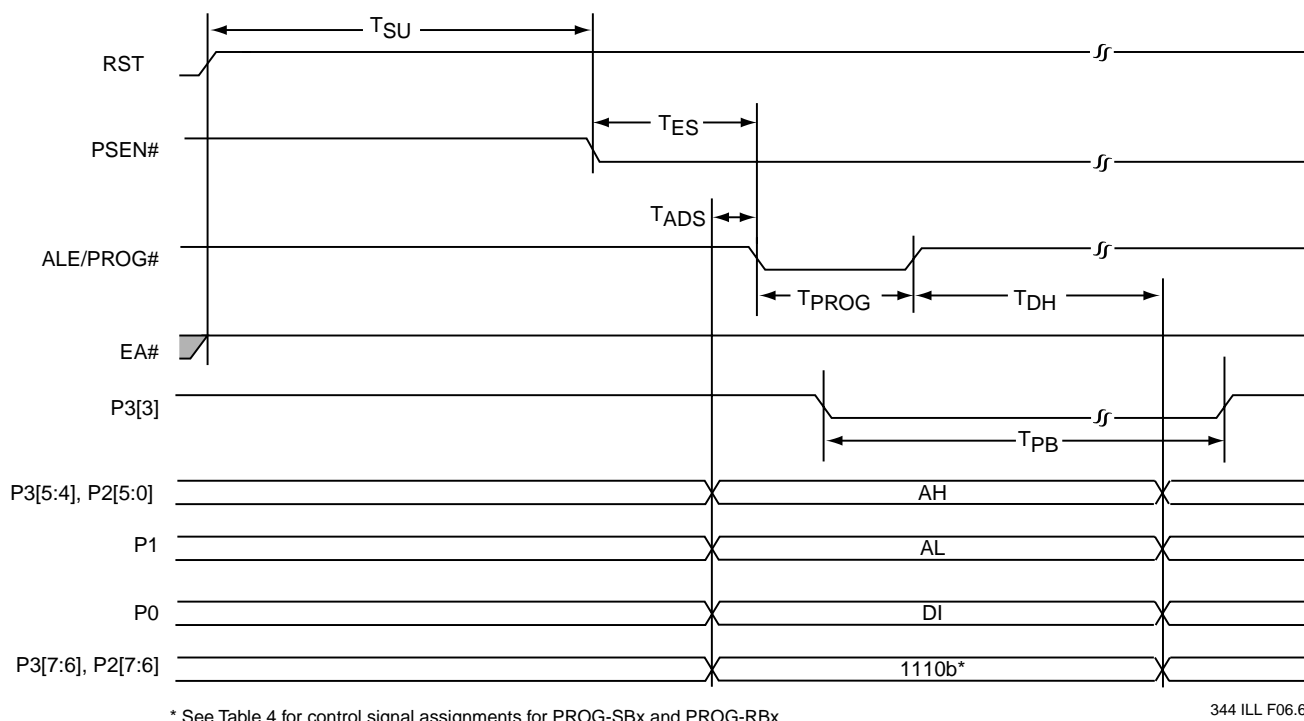 TSU
RST
TES
PSEN#
TADS
ALE/PROG#
TPROG
TDH
EA#
P3[3]
TPB
P3[5:4], P2[5:0]
AH
P1
AL
P0
DI
P3[7:6], P2[7:6]
1110b*
* See Table 4 for control signal assignments for PROG-SBx and PROG-RBx
344 ILL F06.6